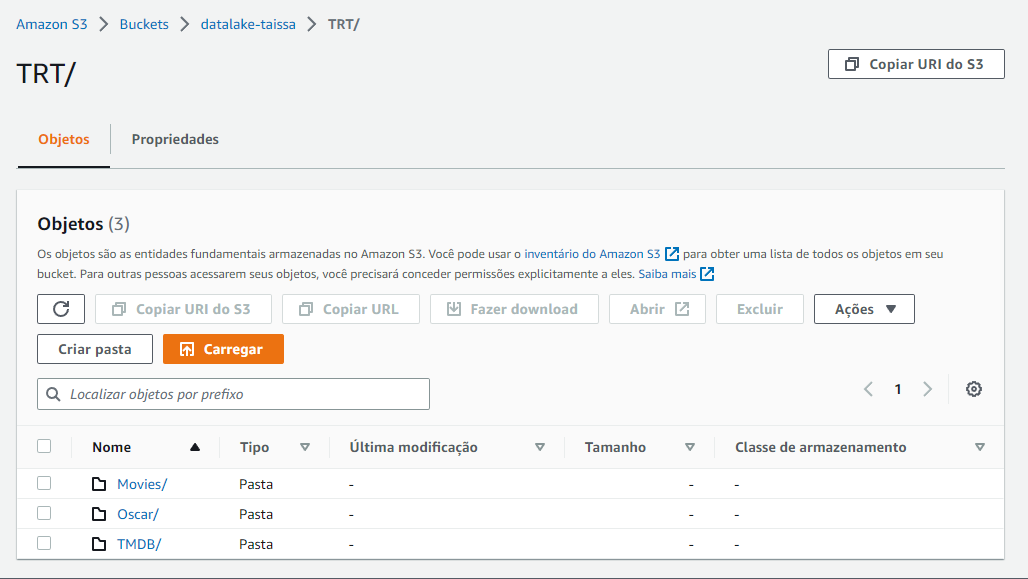 Amazon S3 > Buckets > datalake-taissa > TRT/
TRT/
Copiar URI do S3
Objetos
Propriedades
Objetos (3)
Os objetos são as entidades fundamentais armazenadas no Amazon S3. Você pode usar o inventário do Amazon S3 para obter uma lista de todos os objetos em seu
bucket. Para outras pessoas acessarem seus objetos, você precisará conceder permissões explicitamente a eles. Saiba mais
Copiar URI do S3 Copiar URL Fazer download Abrir Excluir Ações
Criar pasta Carregar
Localizar objetos por prefixo
1
Nome Tipo Última modificação Tamanho Classe de armazenamento
Movies/ Pasta - - -
Oscar/ Pasta - - -
TMDB/ Pasta - - -